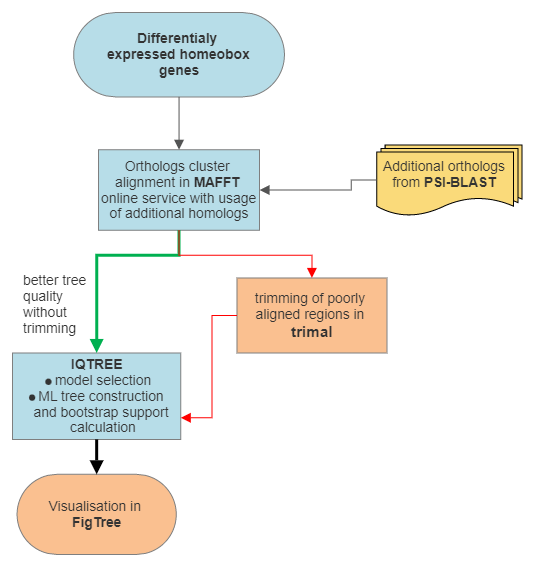 Differentialy
expressed homeobox
genes
Orthologs cluster
alignment in MAFFT
online service with usage
of additional homologs
Additional orthologs
from PSI-BLAST
better tree
quality
without
trimming
trimming of poorly
aligned regions in
trimal
IQTREE
● model selection
● ML tree construction
and bootstrap support
calculation
Visualisation in
FigTree